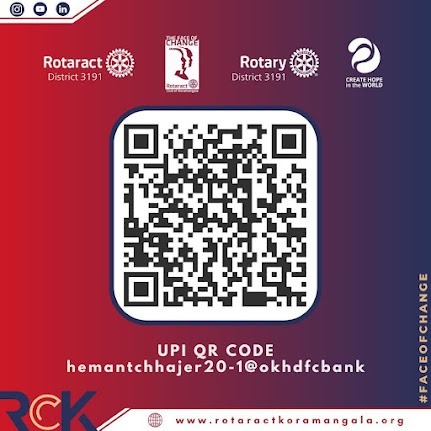 Rotaract
District 3191
THE FACE OF
CHANGE
Rotaract
Rotary
District 3191
CREATE HOPE
in the WORLD
UPI QR CODE
hemantchhajer20-1@okhdfcbank
#FACEOFCHANGE
RCK
www.rotaractkoramangala.org